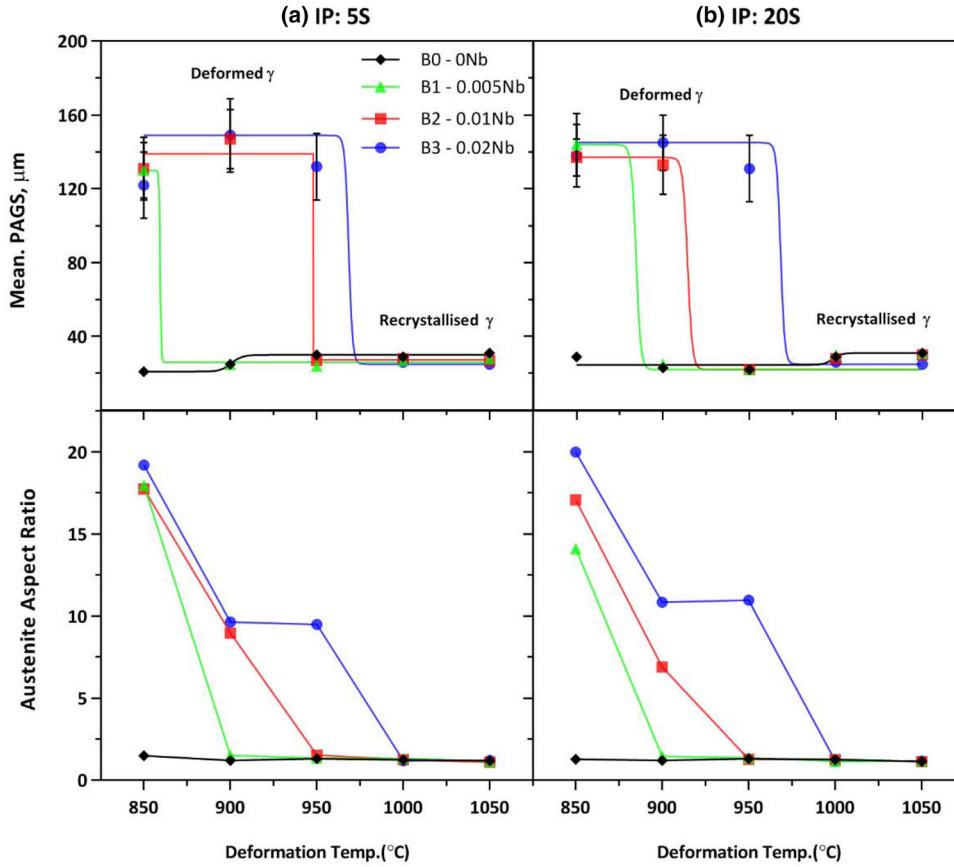 (a) IP: 5S
(b) IP: 20S
200
160
120
80
40
Mean. PAGS, μm
Deformed γ
B0 - 0Nb
B1 - 0.005Nb
B2 - 0.01Nb
B3 - 0.02Nb
Recrystallised γ
Deformed γ
Recrystallised γ
20
15
10
5
0
Austenite Aspect Ratio
850 900 950 1000 1050
850 900 950 1000 1050
Deformation Temp.(°C)
Deformation Temp.(°C)